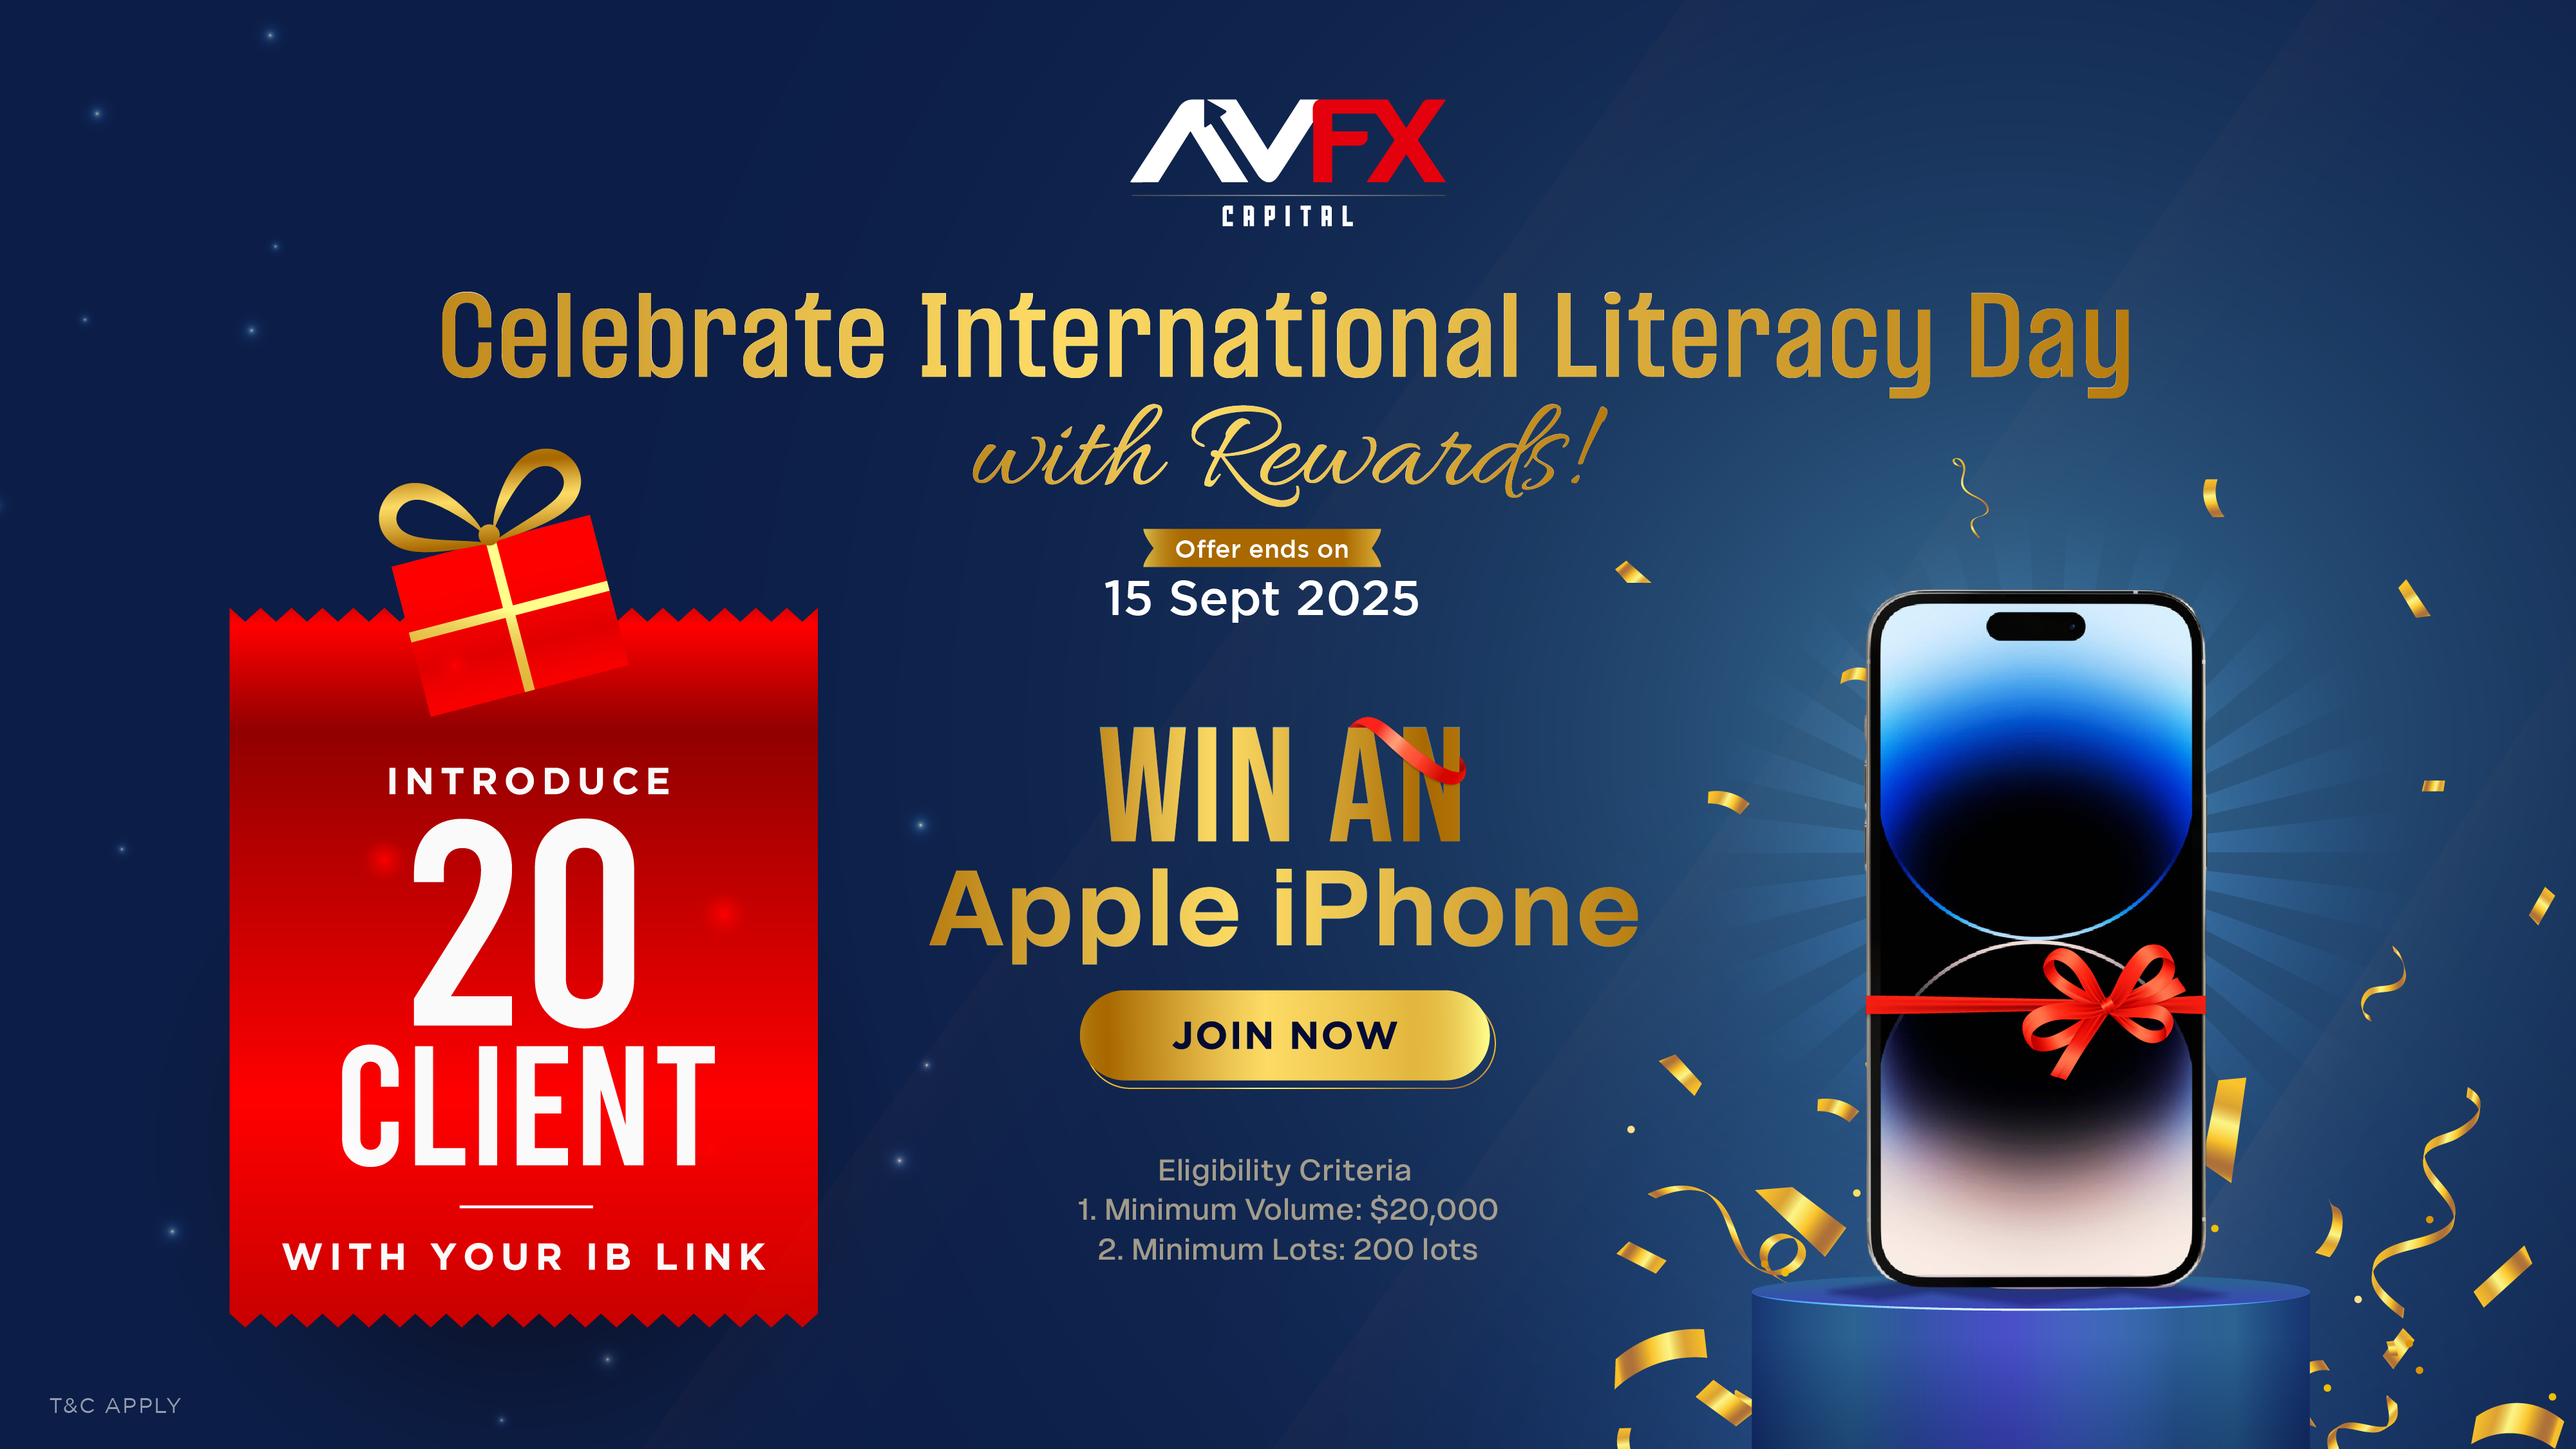 AVFX
CAPITAL
Celebrate International Literacy Day
with Rewards!
Offer ends on
15 Sept 2025
INTRODUCE
20
CLIENT
WITH YOUR IB LINK
WIN AN
Apple iPhone
JOIN NOW
Eligibility Criteria
1. Minimum Volume: $20,000
2. Minimum Lots: 200 lots
T&C APPLY